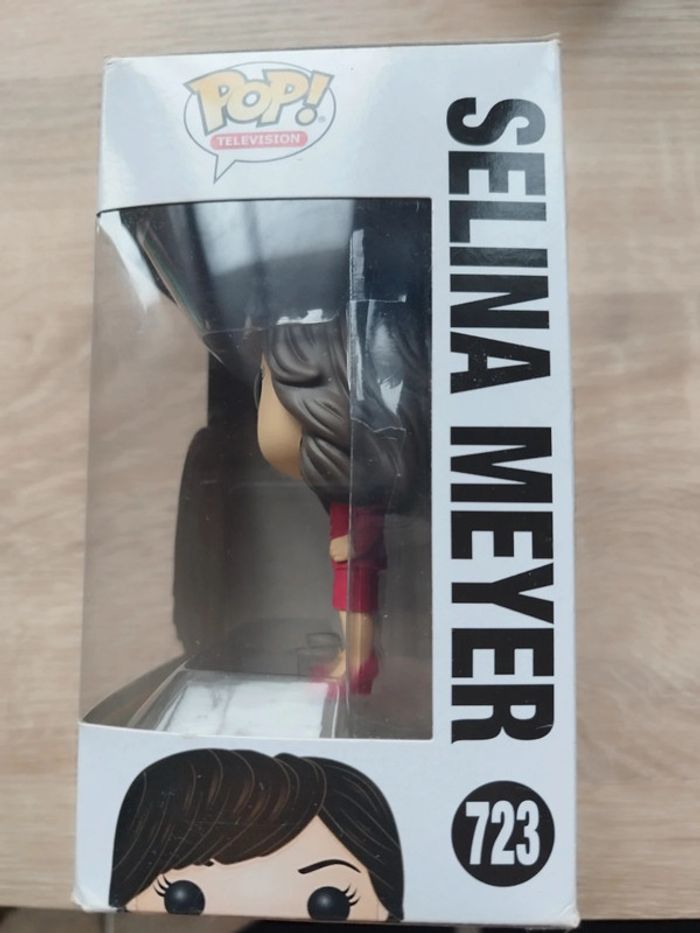 POP!
TELEVISION
SELINA MEYER
723